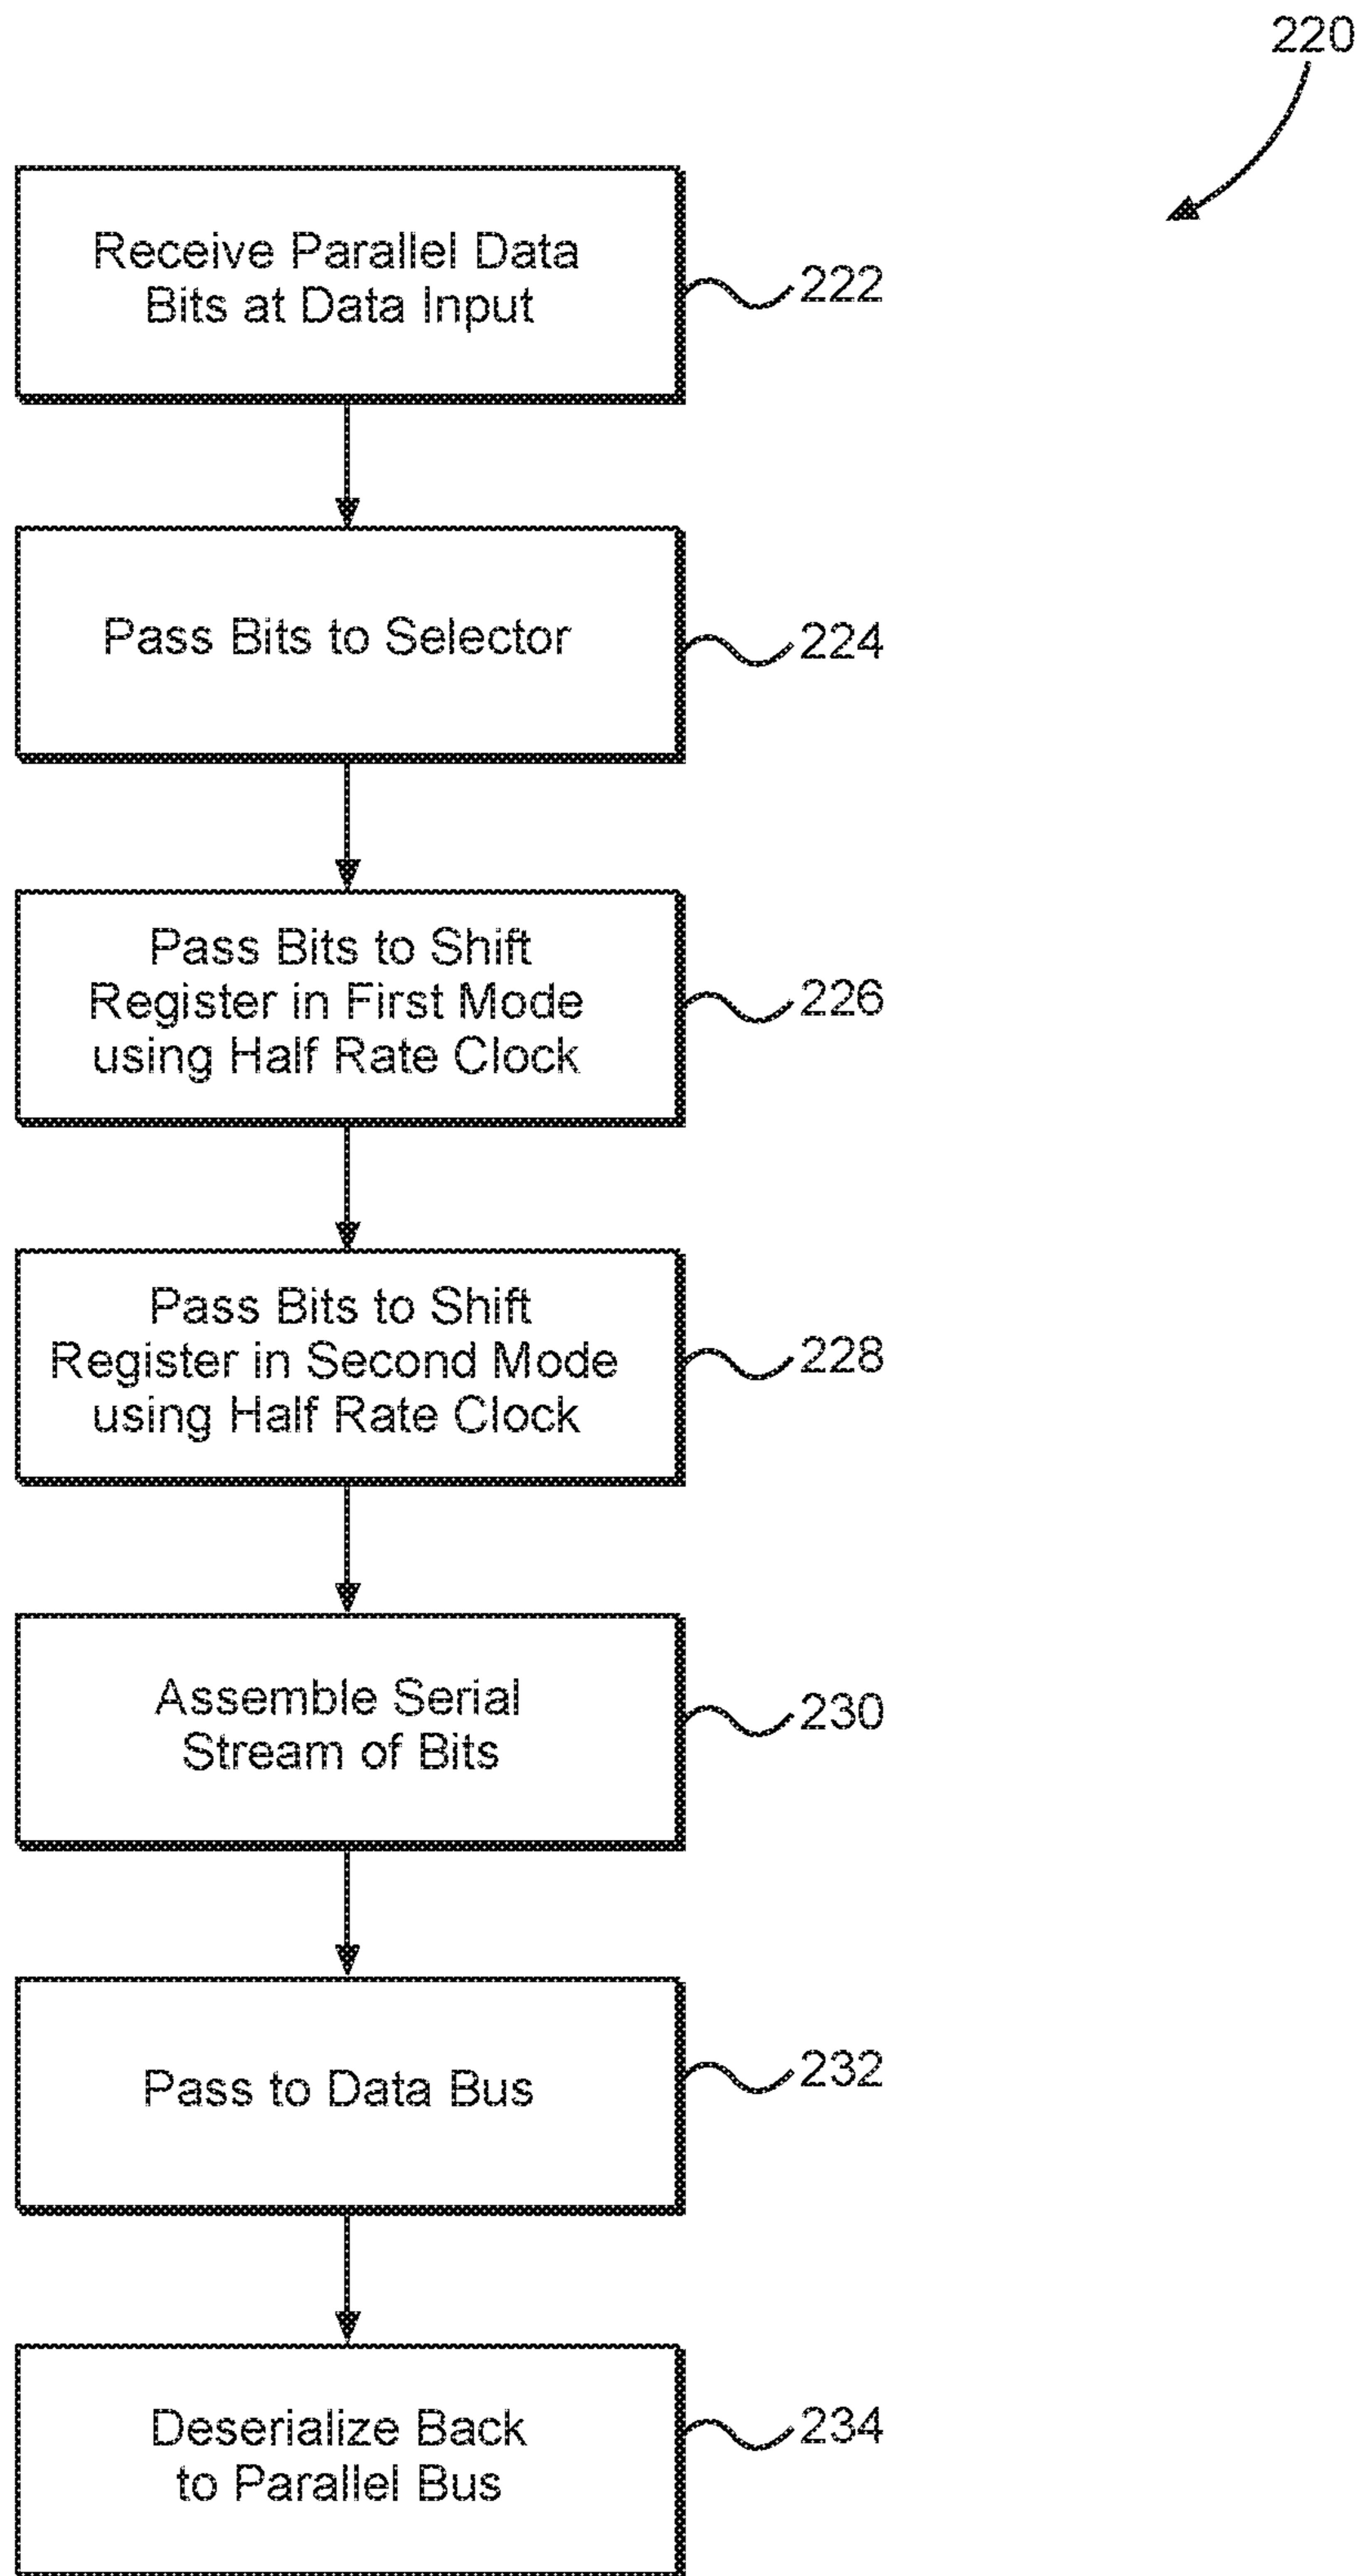 220
Receive Parallel Data
Bits at Data Input
222
Pass Bits to Selector
224
Pass Bits to Shift
Register in First Mode
using Half Rate Clock
226
Pass Bits to Shift
Register in Second Mode
using Half Rate Clock
228
Assemble Serial
Stream of Bits
230
Pass to Data Bus
232
Deserialize Back
to Parallel Bus
234